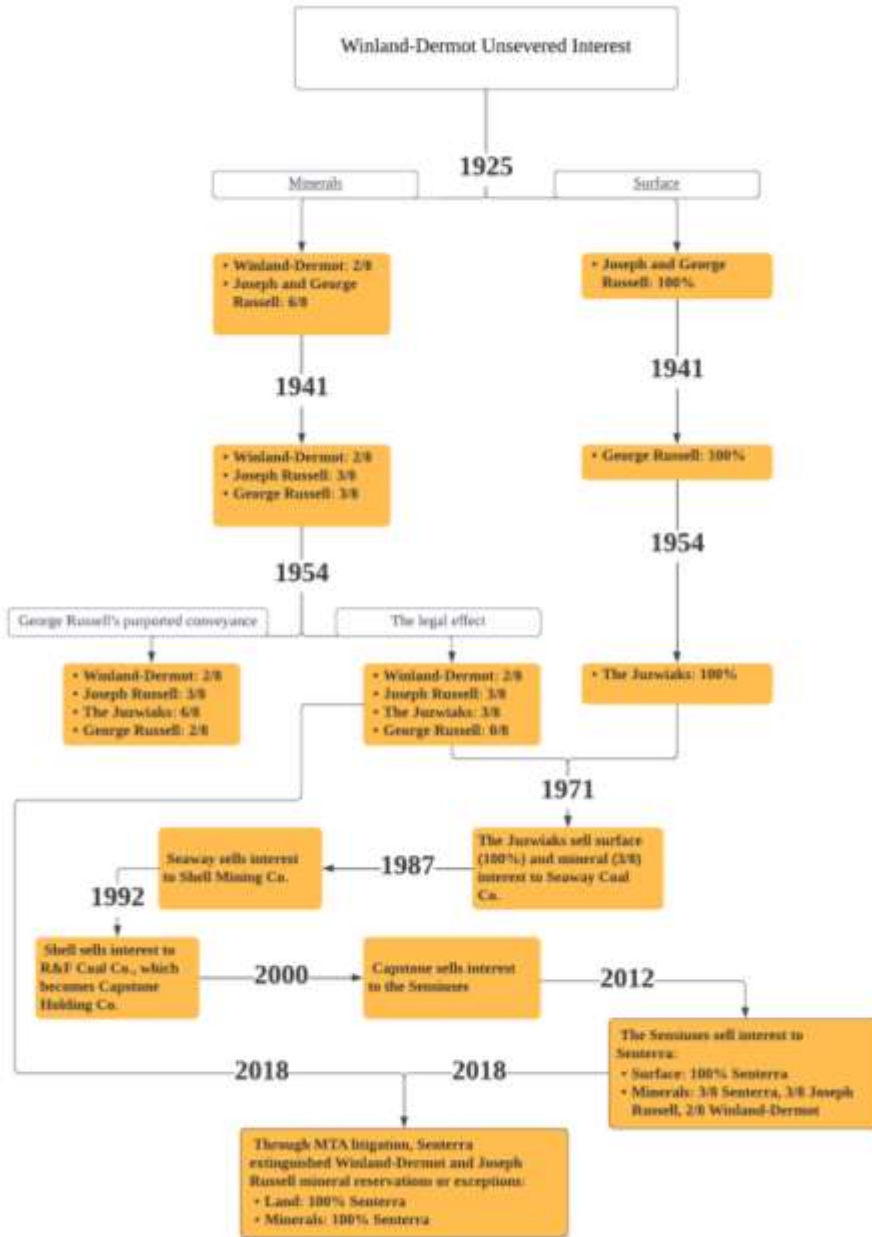 Winland-Dermot Unsevered Interest
1925
Minerals
Surface
• Winland-Dermot: 2/8
• Joseph and George
Russell: 6/8
• Joseph and George
Russell: 100%
1941
1941
• Winland-Dermot: 2/8
• Joseph Russell: 3/8
• George Russell: 3/8
• George Russell: 100%
1954
1954
George Russell's purported conveyance
The legal effect
• Winland-Dermot: 2/8
• Joseph Russell: 3/8
• The Juzwiaks: 6/8
• George Russell: 2/8
• Winland-Dermot: 2/8
• Joseph Russell: 3/8
• The Juzwiaks: 3/8
• George Russell: 0/8
• The Juzwiaks: 100%
1971
The Juzwiaks sell surface
(100%) and mineral (3/8)
interest to Seaway Coal
Co.
1987
Seaway sells interest
to Shell Mining Co.
1992
Shell sells interest to
R&F Coal Co., which
becomes Capstone
Holding Co.
2000
Capstone sells interest
to the Sensiuses
2012
The Sensiuses sell interest to
Senterra:
• Surface: 100% Senterra
• Minerals: 3/8 Senterra, 3/8 Joseph
Russell, 2/8 Winland-Dermot
2018
2018
Through MTA litigation, Senterra
extinguished Winland-Dermot and Joseph
Russell mineral reservations or exceptions:
• Land: 100% Senterra
• Minerals: 100% Senterra